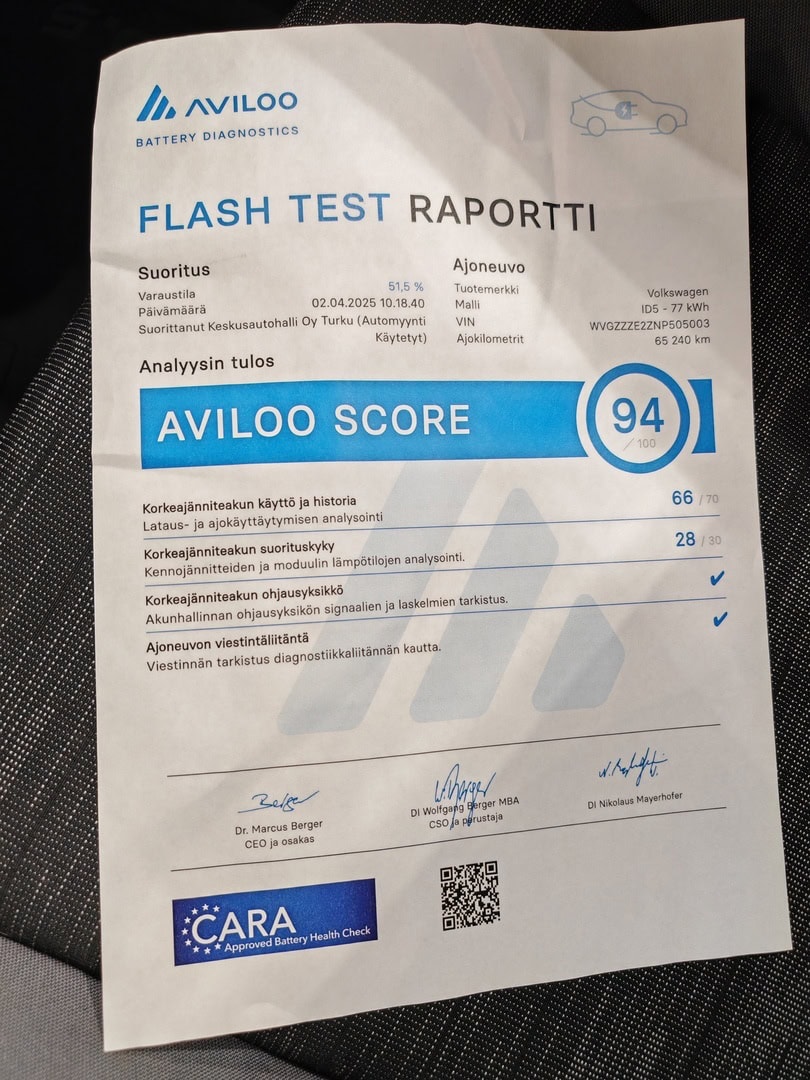 AVILOO
BATTERY DIAGNOSTICS
FLASH TEST RAPORTTI
Suoritus
Varaustila 51,5 %
Päivämäärä 02.04.2025 10.18.40
Suorittanut Keskusautohalli Oy Turku (Automyynti
Käytetyt)
Ajoneuvo
Tuotemerkki Volkswagen
Malli ID5 - 77 kWh
VIN WVGZZZE2ZNP505003
Ajokilometrit 65 240 km
Analyysin tulos
AVILOO SCORE 94 / 100
Korkeajänniteakun käyttö ja historia 66 / 70
Lataus- ja ajokäyttäytymisen analysointi
Korkeajänniteakun suorituskyky 28 / 30
Kennojännitteiden ja moduulin lämpötilojen analysointi.
Korkeajänniteakun ohjausyksikkö ✔
Akunhallinnan ohjausyksikön signaalien ja laskelmien tarkistus.
Ajoneuvon viestintäliitäntä ✔
Viestinnän tarkistus diagnostiikkaliitännän kautta.
Berger
Dr. Marcus Berger
CEO ja osakas
W. Berger
DI Wolfgang Berger MBA
CSO ja perustaja
DI Nikolaus Mayerhofer
CARA
Approved Battery Health Check